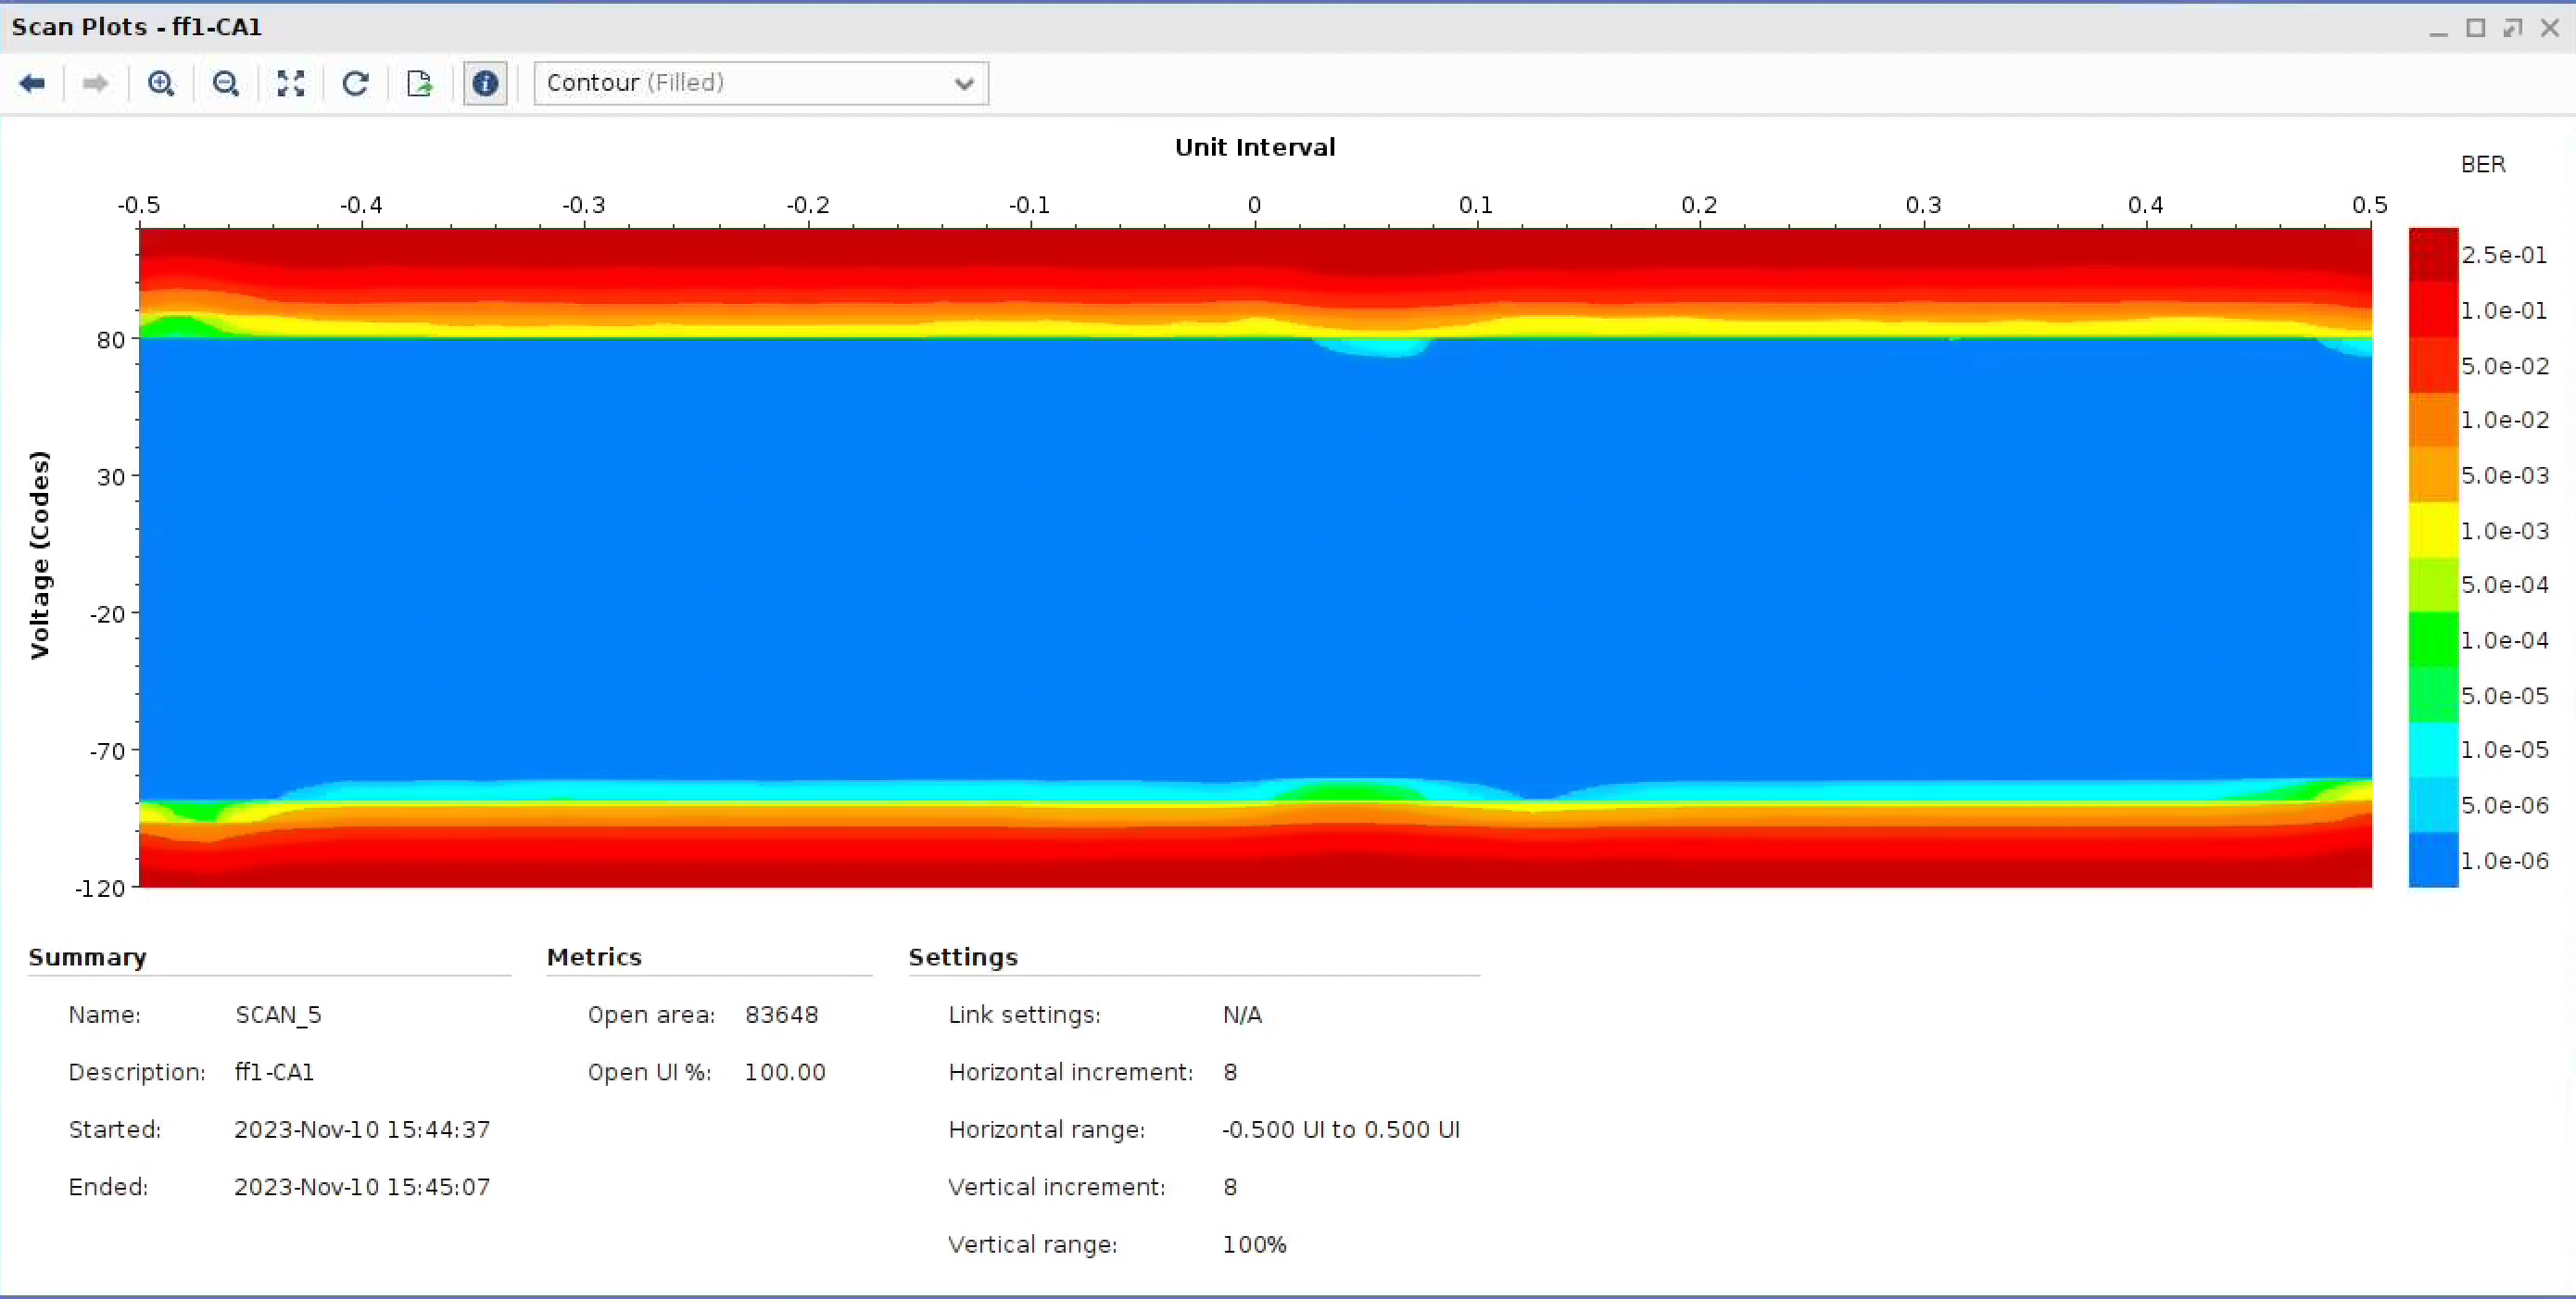 Scan Plots - ff1-CA1
Contour (Filled)
Unit Interval
BER
-0.5 -0.4 -0.3 -0.2 -0.1 0 0.1 0.2 0.3 0.4 0.5
Voltage (Codes)
80
30
-20
-70
-120
2.5e-01
1.0e-01
5.0e-02
1.0e-02
5.0e-03
1.0e-03
5.0e-04
1.0e-04
5.0e-05
1.0e-05
5.0e-06
1.0e-06
Summary
Name: SCAN_5
Description: ff1-CA1
Started: 2023-Nov-10 15:44:37
Ended: 2023-Nov-10 15:45:07
Metrics
Open area: 83648
Open UI %: 100.00
Settings
Link settings: N/A
Horizontal increment: 8
Horizontal range: -0.500 UI to 0.500 UI
Vertical increment: 8
Vertical range: 100%